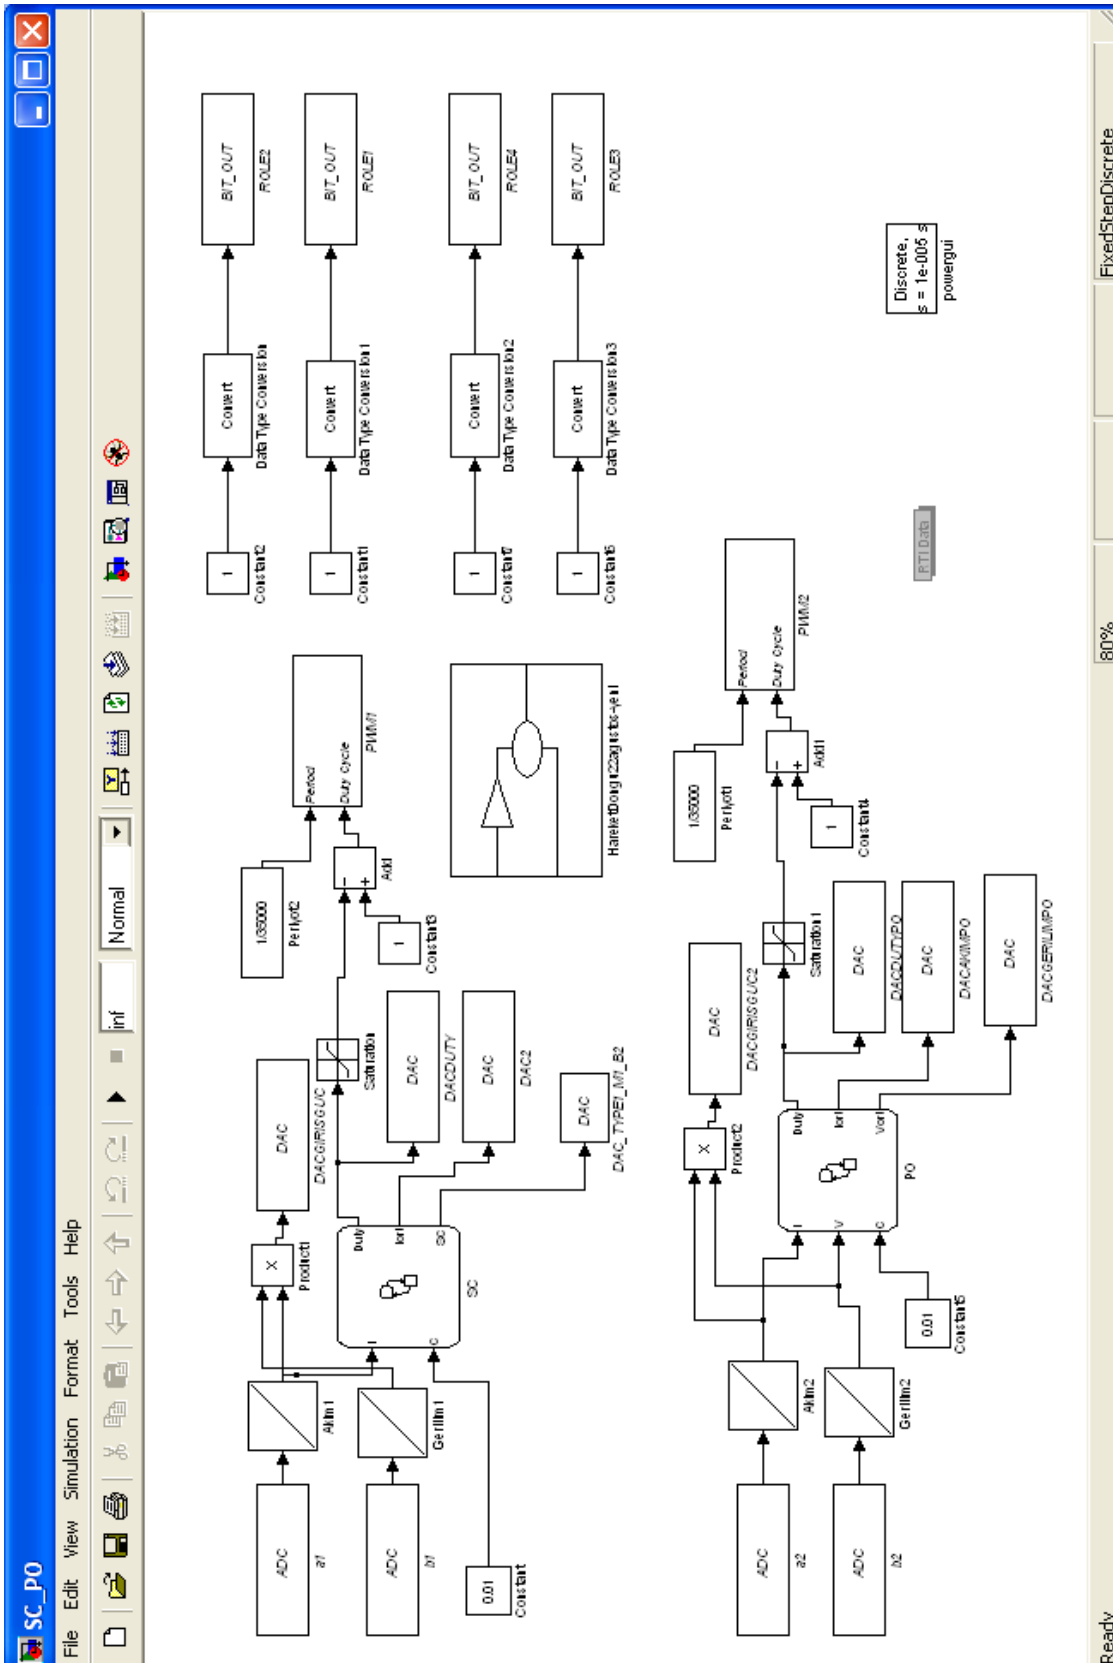 SC_PO
File Edit View Simulation Format Tools Help
inf
Normal
ADC
a1
Akım1
X
Product1
DAC
DACGIRISGUC
1/35000
Periyot2
Period
Duty Cycle
PWM1
ADC
b1
Gerilim1
I
C
Duty
Iort
SC
SC
Saturation
DAC
DACDUTY
DAC
DAC2
DAC
DAC_TYPE1_M1_B2
Add
1
Constant3
0.01
Constant
1
Constant2
Convert
Data Type Conversion
BIT_OUT
ROLE2
1
Constant1
Convert
Data Type Conversion1
BIT_OUT
ROLE1
1
Constant7
Convert
Data Type Conversion2
BIT_OUT
ROLE4
1
Constant6
Convert
Data Type Conversion3
BIT_OUT
ROLE3
ADC
a2
Akım2
X
Product2
DAC
DACGIRISGUC2
1/35000
Periyot1
Period
Duty Cycle
PWM2
ADC
b2
Gerilim2
I
V
C
Duty
Iort
Vort
PO
Saturation1
DAC
DACDUTYPO
DAC
DACAKIMPO
DAC
DACGERILIMPO
Add1
1
Constant4
0.01
Constant5
RTI Data
Discrete,
s = 1e-005 s
powergui
Ready
80%
FixedStepDiscrete